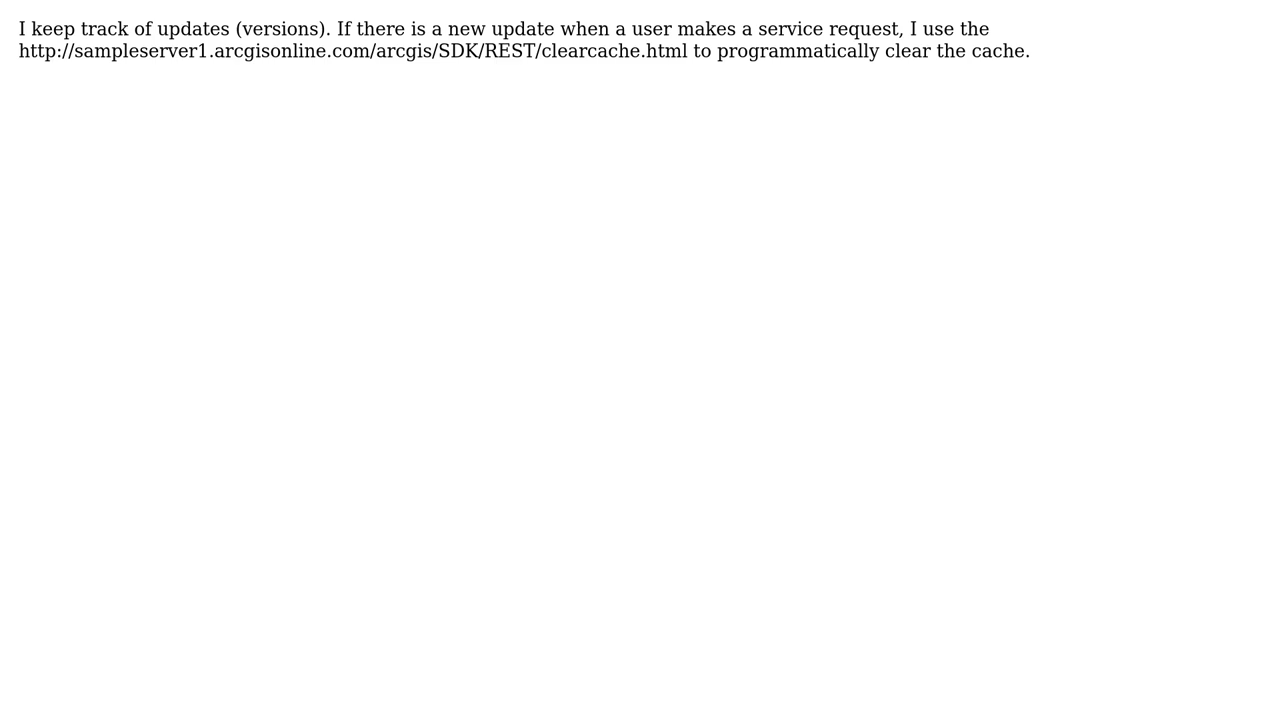 I keep track of updates (versions). If there is a new update when a user makes a service request, I use the
http://sampleserver1.arcgisonline.com/arcgis/SDK/REST/clearcache.html to programmatically clear the cache.